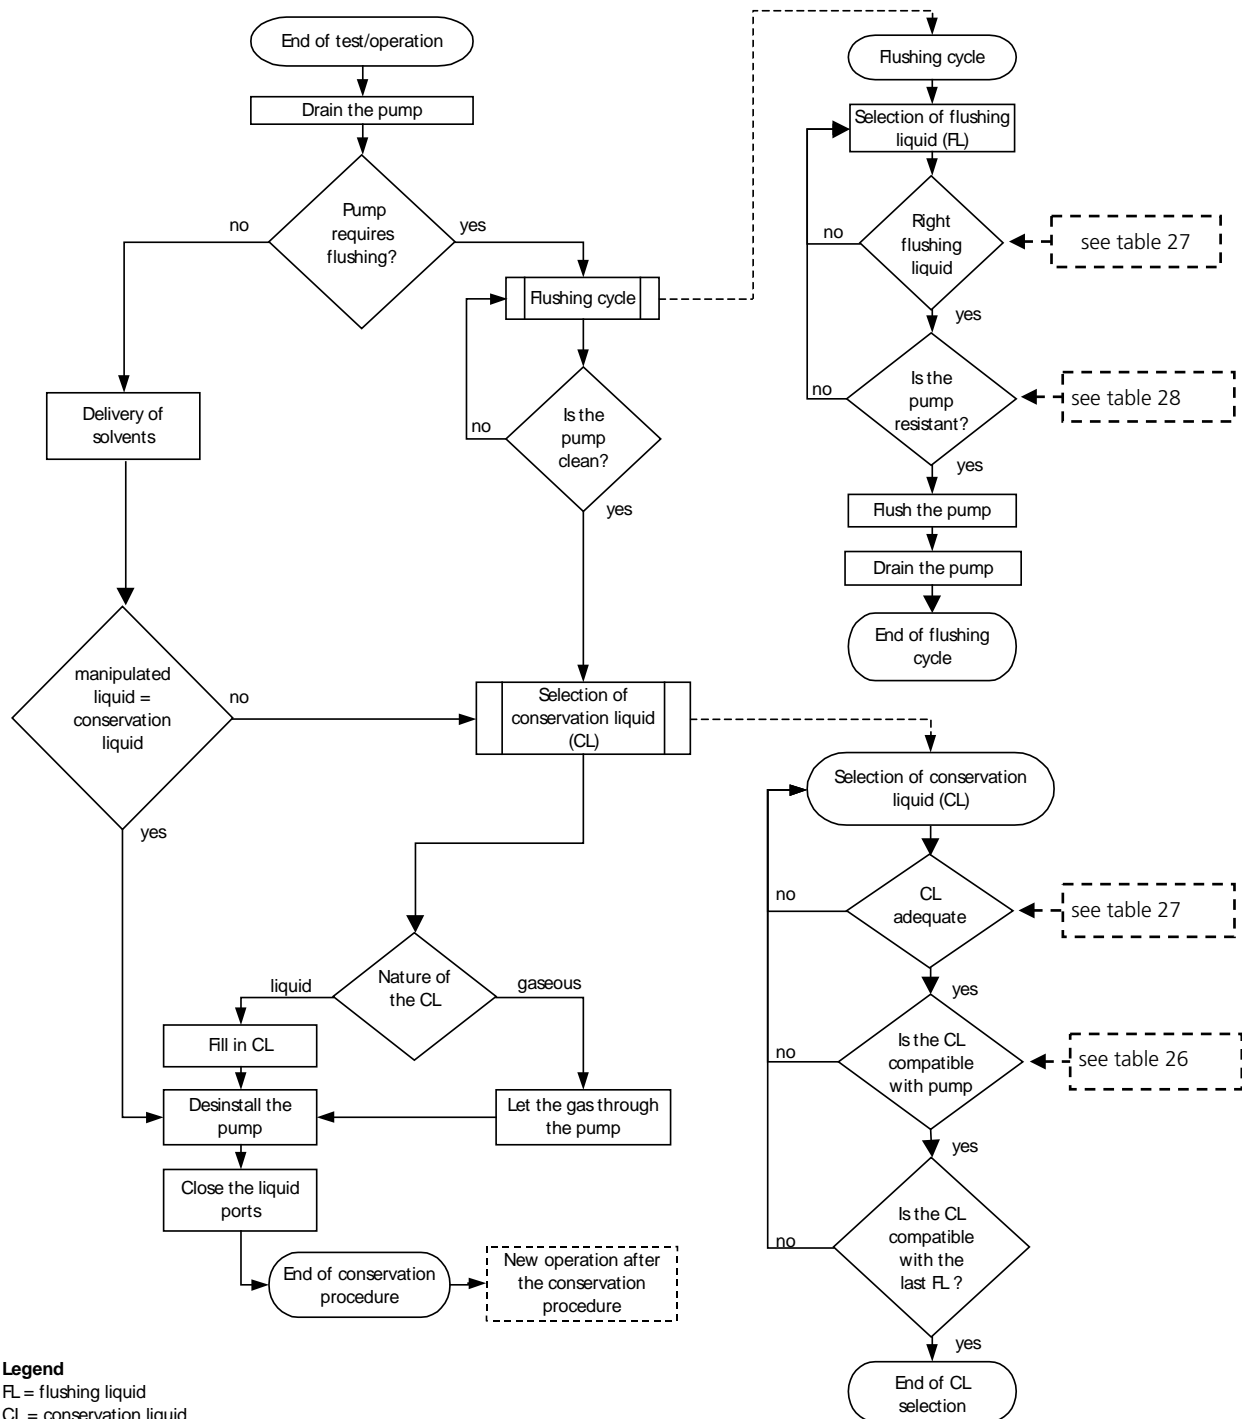 End of test/operation
Drain the pump
Pump
requires
flushing?
no
yes
Flushing cycle
Is the
pump
clean?
no
yes
Delivery of
solvents
manipulated
liquid =
conservation
liquid
no
yes
Selection of
conservation liquid
(CL)
Nature of
the CL
liquid
gaseous
Fill in CL
Desinstall the
pump
Let the gas through
the pump
Close the liquid
ports
End of conservation
procedure
New operation after
the conservation
procedure
Flushing cycle
Selection of flushing
liquid (FL)
Right
flushing
liquid
no
see table 27
yes
Is the
pump
resistant?
no
see table 28
yes
Flush the pump
Drain the pump
End of flushing
cycle
Selection of conservation
liquid (CL)
CL
adequate
no
see table 27
yes
Is the CL
compatible
with pump
no
see table 26
yes
Is the CL
compatible
with the
last FL ?
no
yes
End of CL
selection
Legend
FL = flushing liquid
CL = conservation liquid